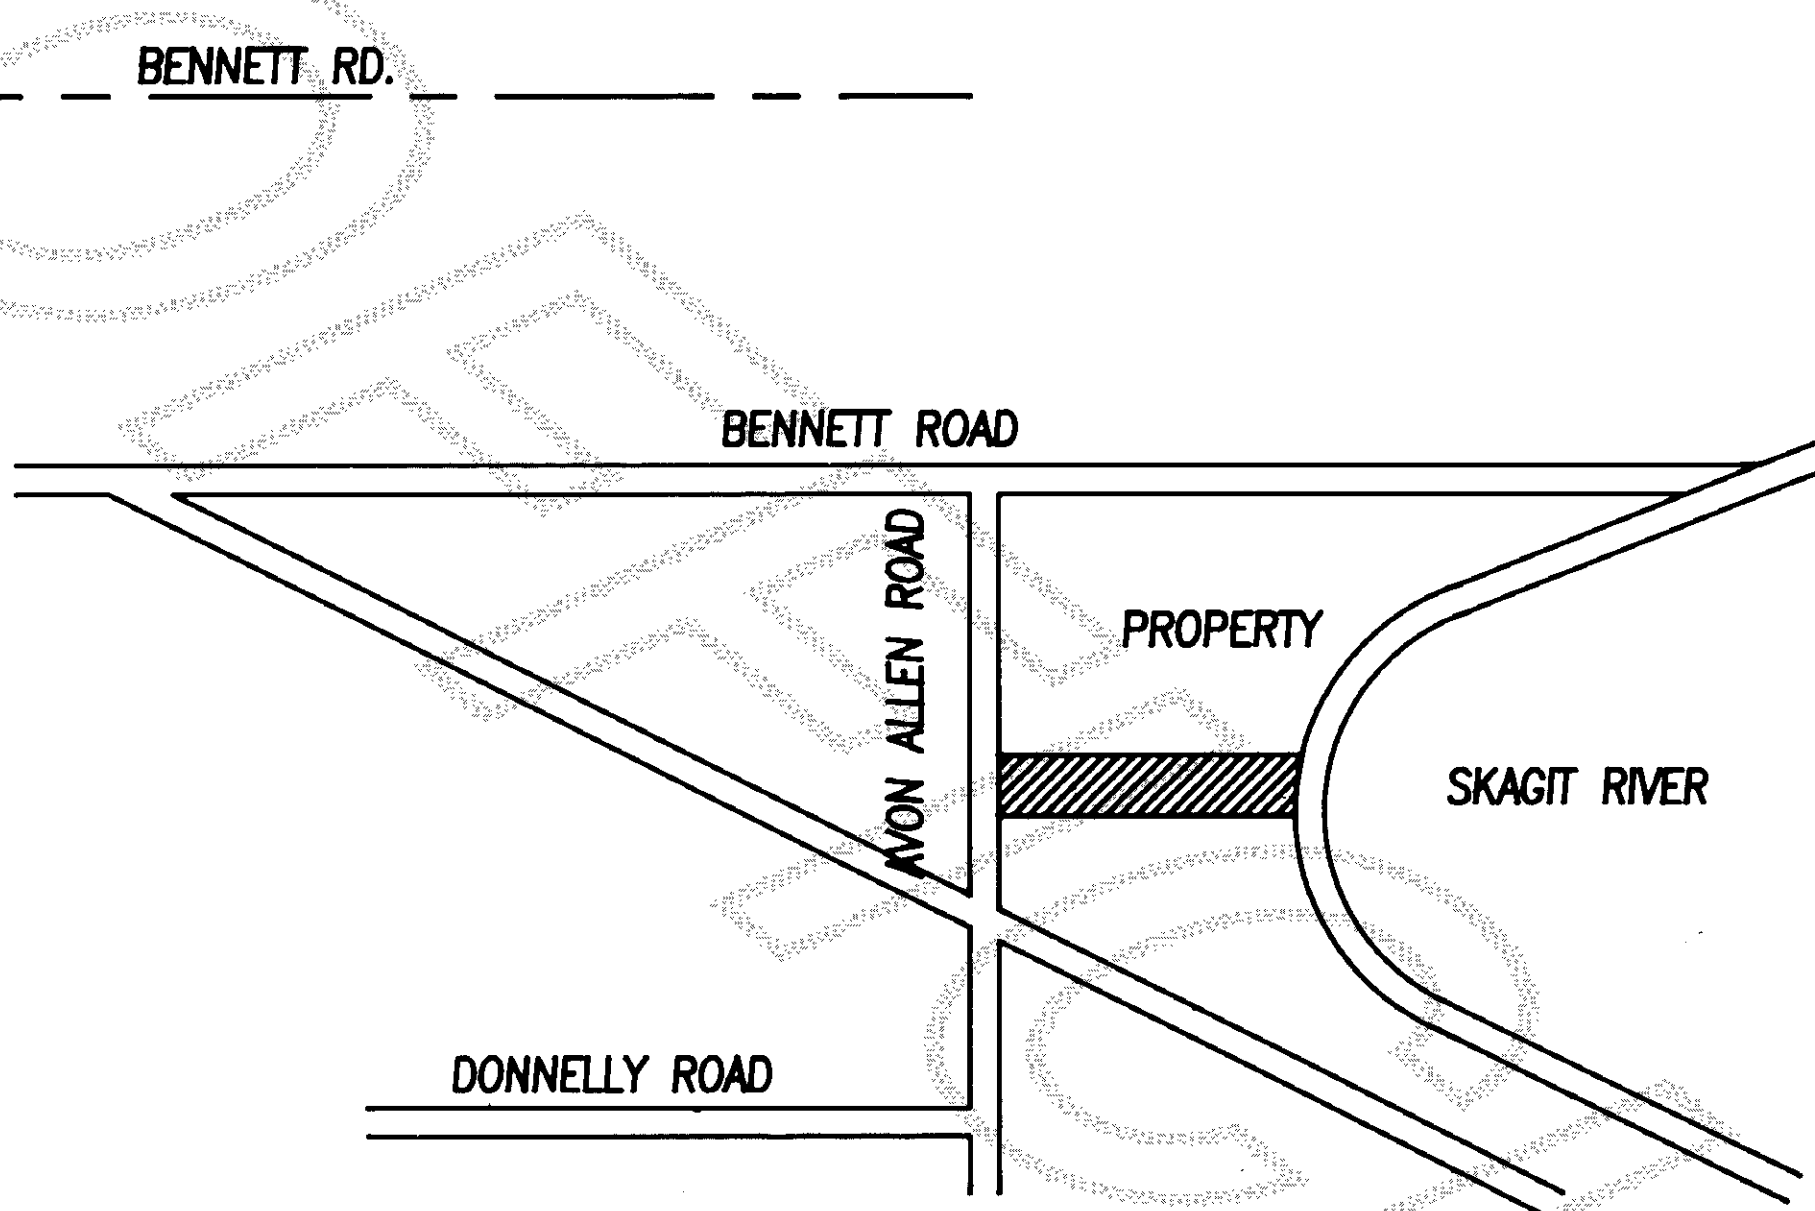 BENNETT RD.
BENNETT ROAD
AVON ALLEN ROAD
PROPERTY
SKAGIT RIVER
DONNELLY ROAD